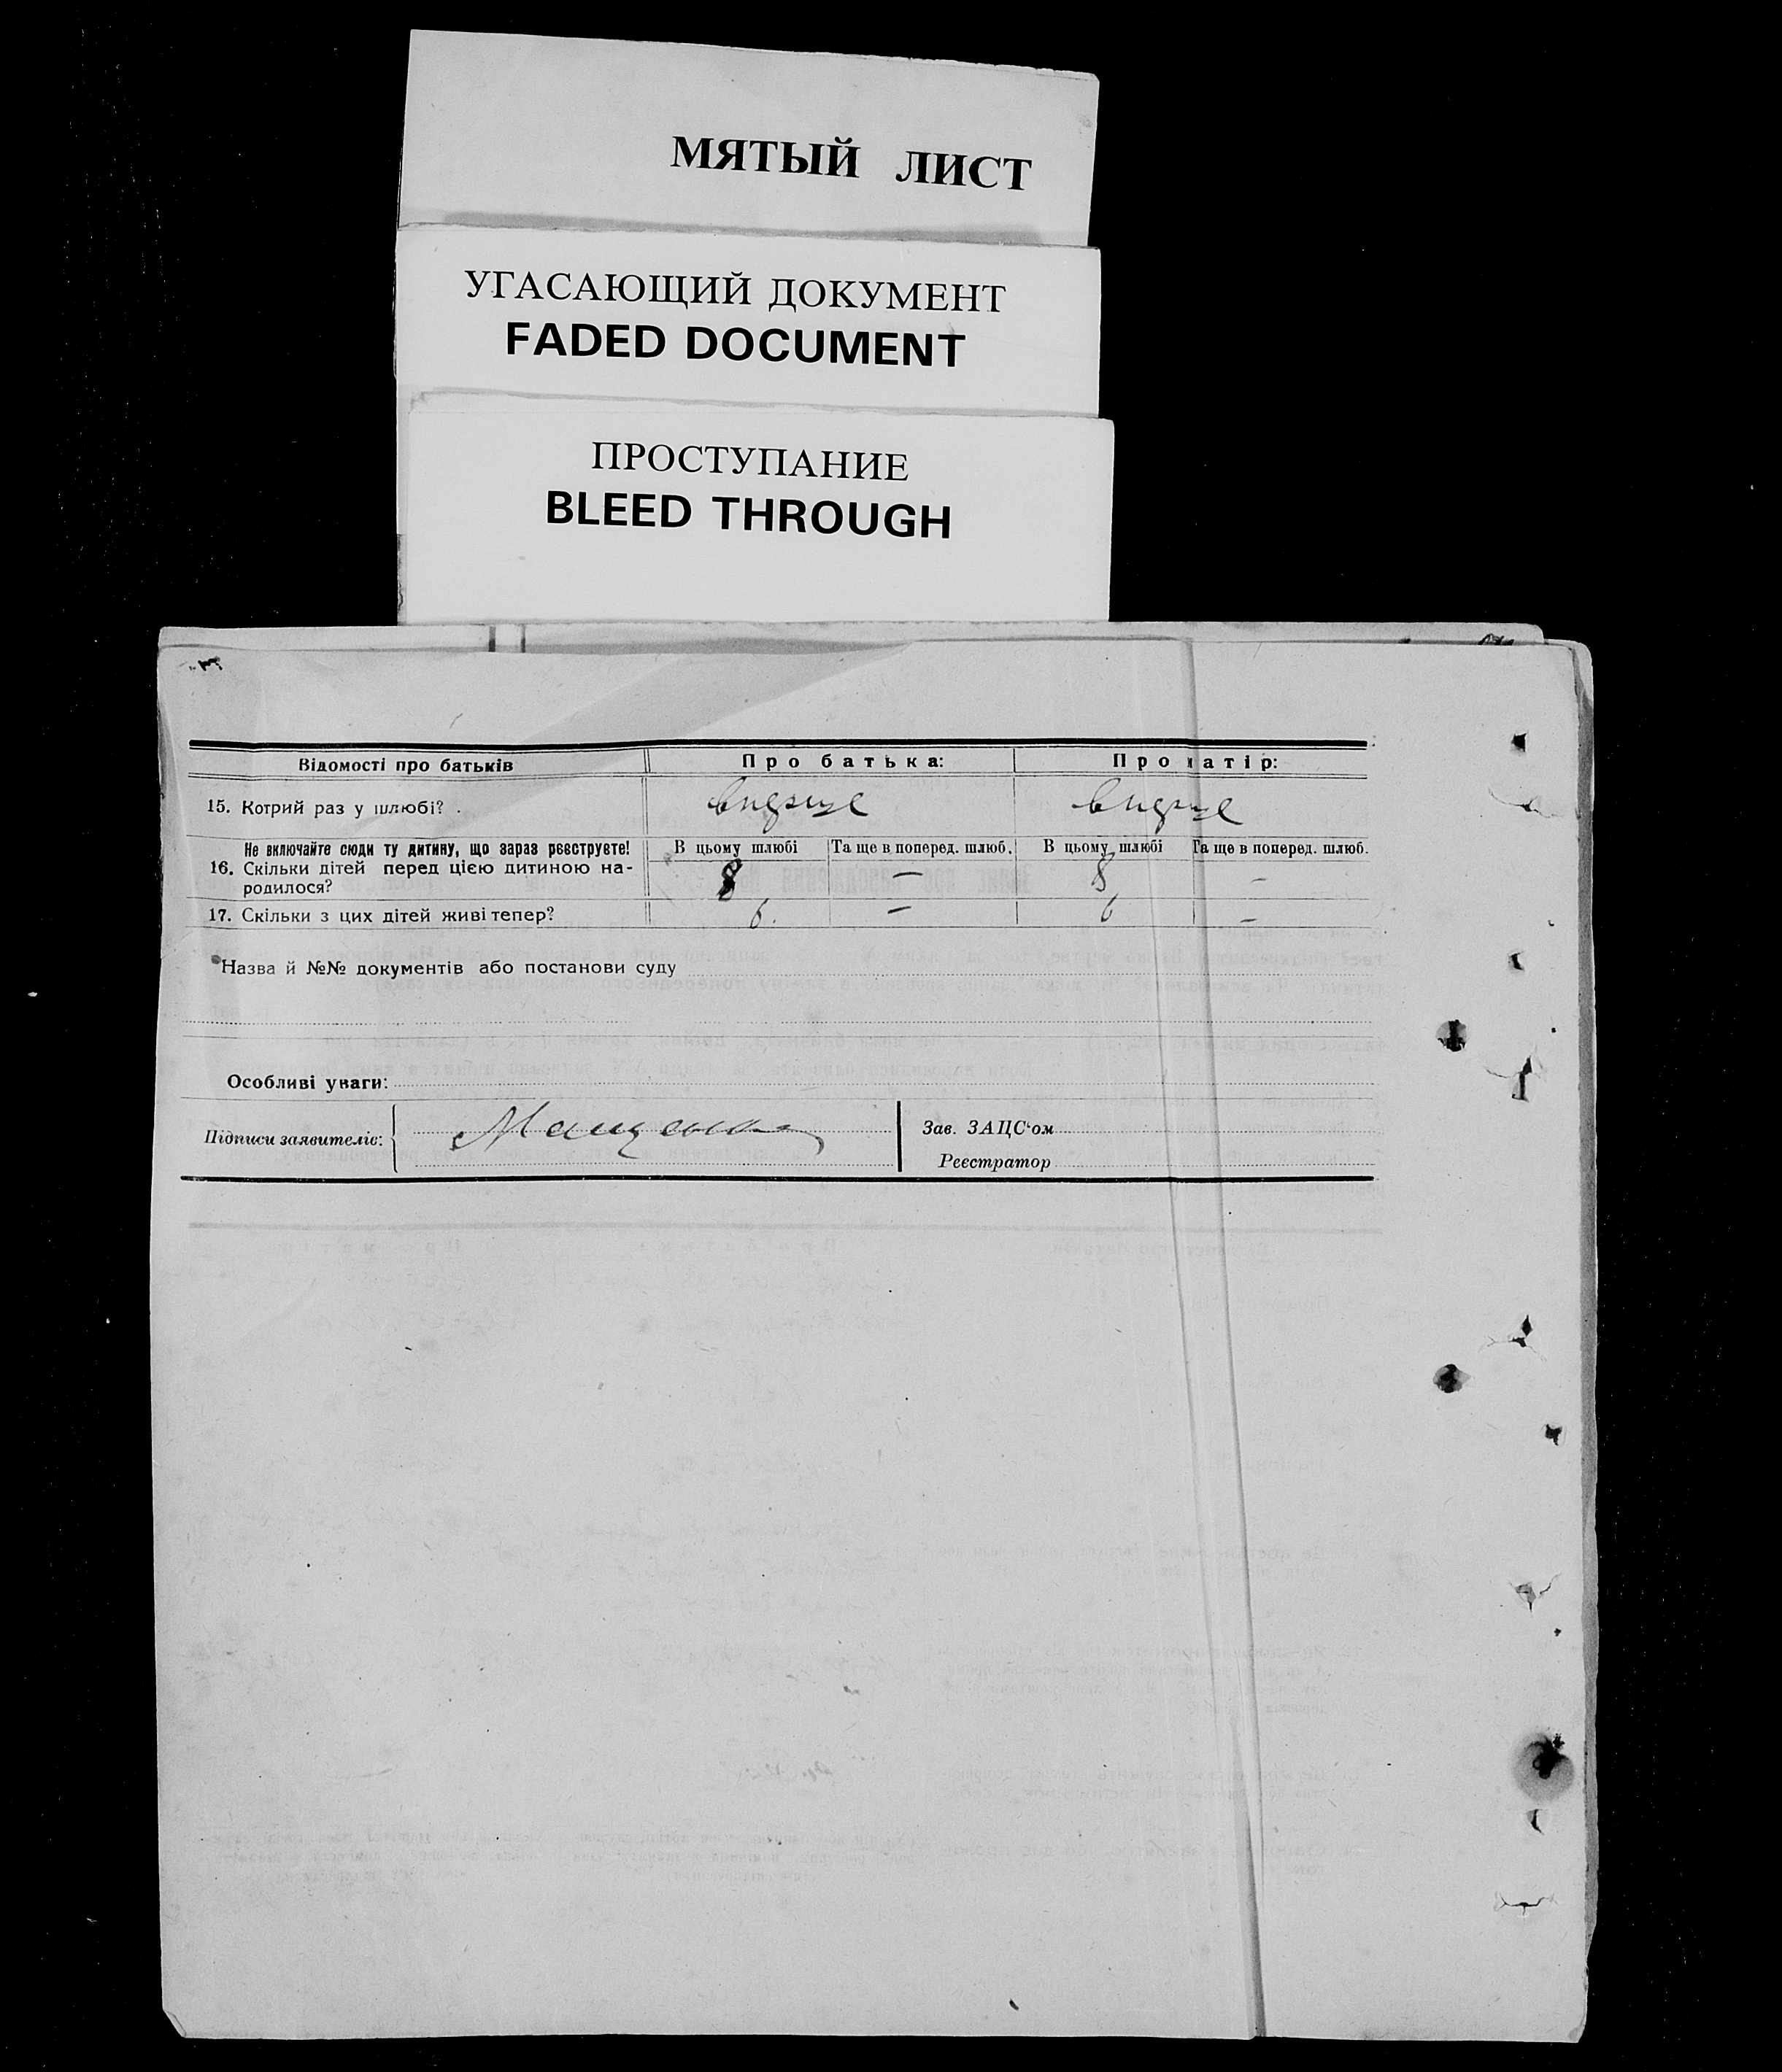 МЯТЫЙ ЛИСТ
УГАСАЮЩИЙ ДОКУМЕНТ
FADED DOCUMENT
ПРОСТУПАНИЕ
BLEED THROUGH
Відомості про батьків Про батька: Про матір:
15. Котрий раз у шлюбі? вперше вперше
Не включайте сюди ту дитину, що зараз реєструєте! В цьому шлюбі Та ще в поперед. шлюб. В цьому шлюбі Та ще в поперед. шлюб.
16. Скільки дітей перед цією дитиною на- 8 — 8 —
родилося?
17. Скільки з цих дітей живі тепер? 6. — 6 —
Назва й №№ документів або постанови суду
Особливі уваги:
Підписи заявителів: Зав. ЗАЦС'ом
Реєстратор